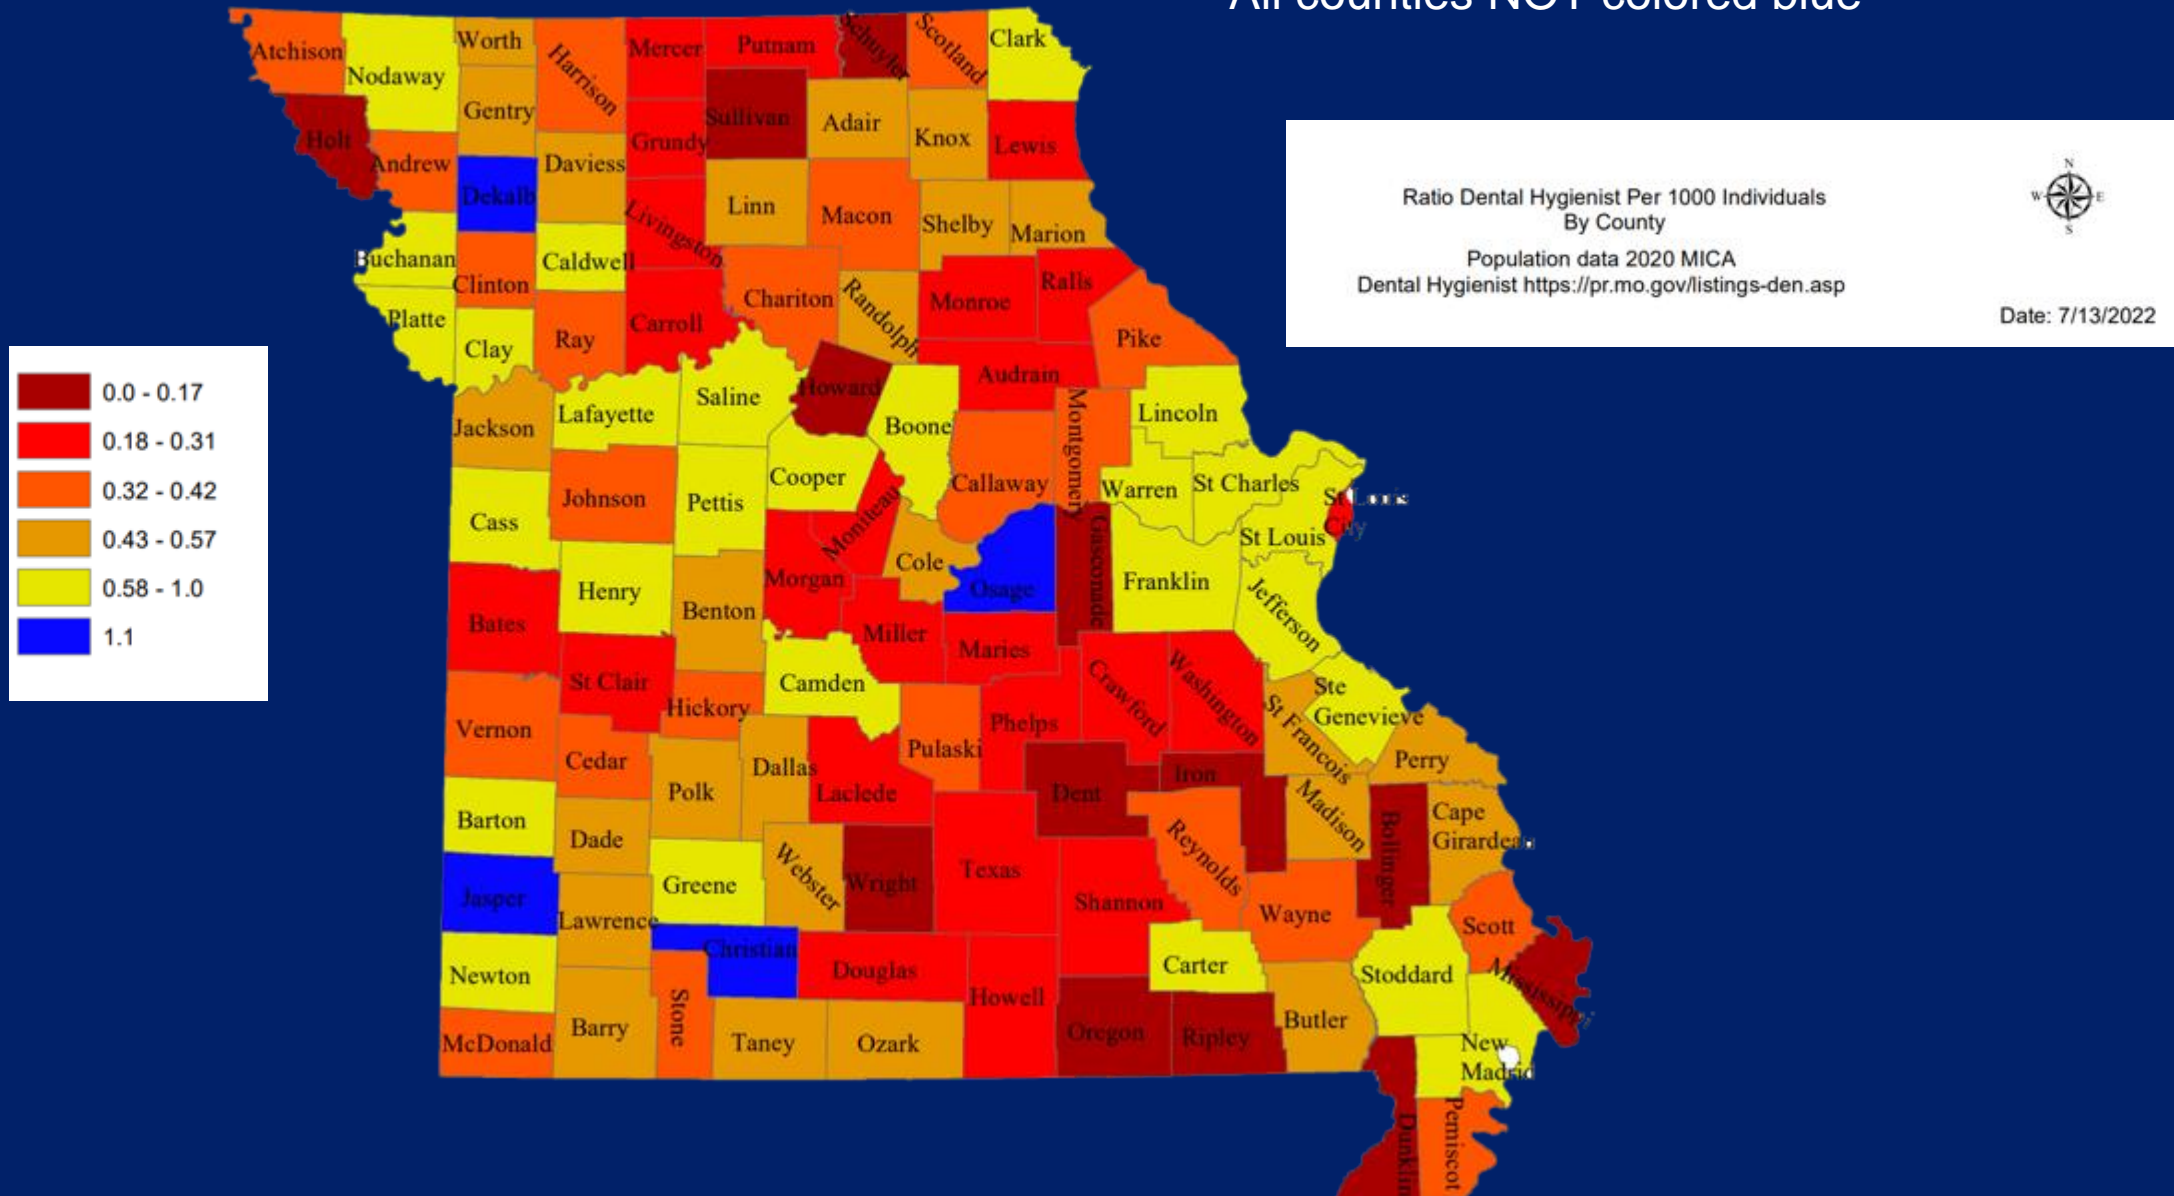 All counties NOT colored blue
Ratio Dental Hygienist Per 1000 Individuals
By County
Population data 2020 MICA
Dental Hygienist https://pr.mo.gov/listings-den.asp
Date: 7/13/2022
N
W
E
S
0.0 - 0.17
0.18 - 0.31
0.32 - 0.42
0.43 - 0.57
0.58 - 1.0
1.1
Atchison
Nodaway
Worth
Harrison
Mercer
Putnam
Schuyler
Scotland
Clark
Gentry
Holt
Andrew
Dekalb
Daviess
Grundy
Sullivan
Adair
Knox
Lewis
Livingston
Linn
Macon
Shelby
Marion
Buchanan
Clinton
Caldwell
Chariton
Randolph
Monroe
Ralls
Platte
Clay
Ray
Carroll
Pike
Audrain
Jackson
Lafayette
Saline
Howard
Boone
Montgomery
Lincoln
Callaway
Warren
St Charles
St Louis
City
St Louis
Cass
Johnson
Pettis
Cooper
Moniteau
Cole
Osage
Gasconade
Franklin
Jefferson
Henry
Benton
Morgan
Bates
Miller
Maries
St Clair
Hickory
Camden
Crawford
Washington
Ste
Genevieve
St Francois
Perry
Vernon
Cedar
Polk
Dallas
Laclede
Pulaski
Phelps
Dent
Iron
Madison
Bollinger
Cape
Girardeau
Barton
Dade
Greene
Webster
Wright
Texas
Reynolds
Shannon
Wayne
Scott
Jasper
Lawrence
Christian
Douglas
Howell
Carter
Stoddard
Mississippi
Newton
McDonald
Barry
Stone
Taney
Ozark
Oregon
Ripley
Butler
New
Madrid
Dunklin
Pemiscot